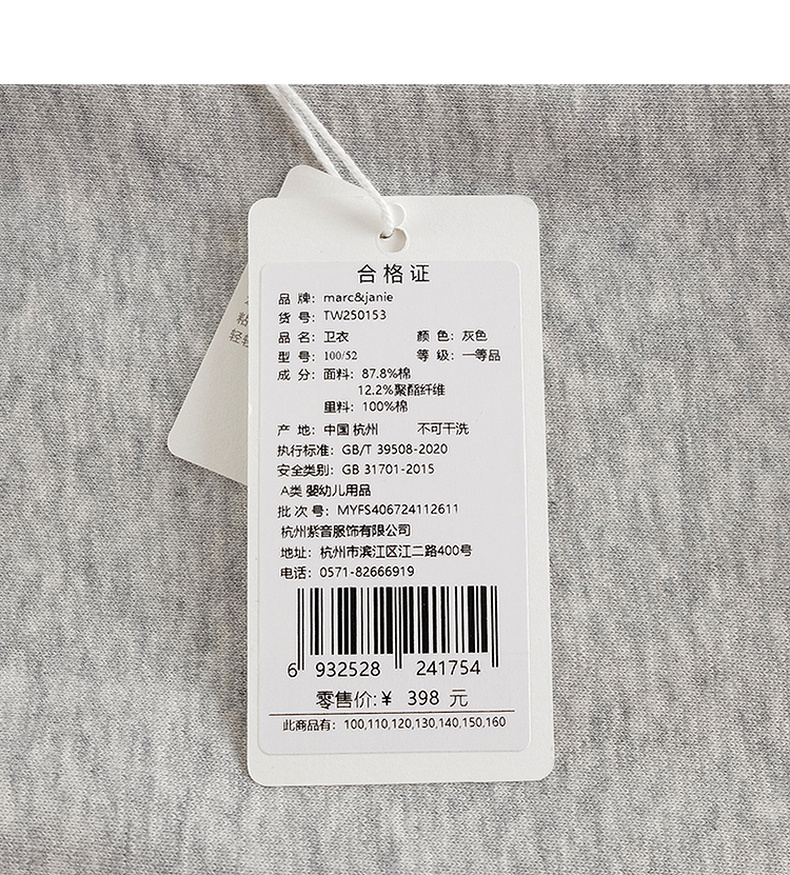 合格证
品 牌：marc&janie
货 号：TW250153
品 名：卫衣 颜 色：灰色
型 号：100/52 等 级：一等品
成 分：面料：87.8%棉
12.2%聚酯纤维
里料：100%棉
产 地：中国 杭州 不可干洗
执行标准：GB/T 39508-2020
安全类别：GB 31701-2015
A类 婴幼儿用品
批 次 号：MYFS406724112611
杭州紫音服饰有限公司
地址：杭州市滨江区江二路400号
电话：0571-82666919
6 932528 241754
零售价:¥ 398 元
此商品有：100,110,120,130,140,150,160
粘
轻轻